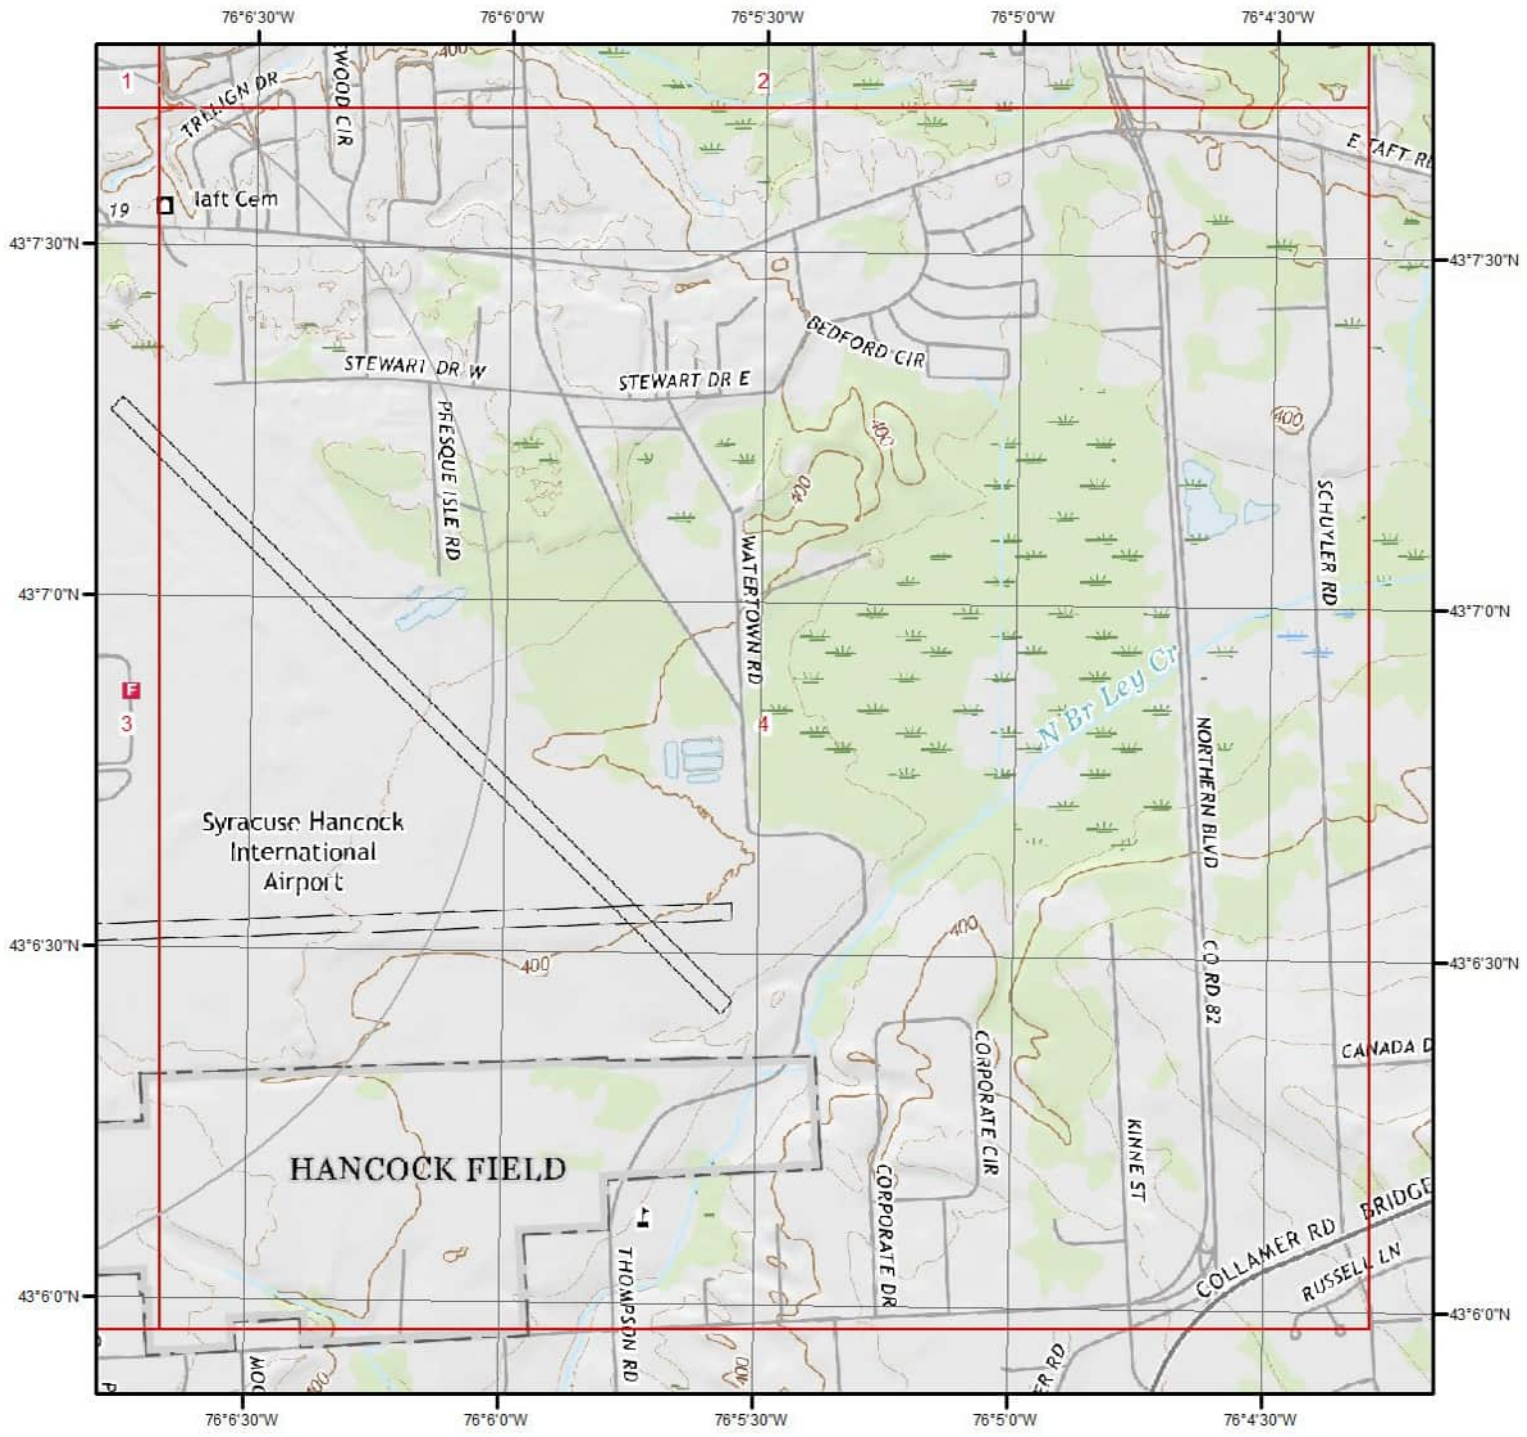 76°6'30"W 76°6'0"W 76°5'30"W 76°5'0"W 76°4'30"W
400
1
2
TRELLIGN DR
WOOD CIR
E TAFT RD
Taft Cem
19
43°7'30"N
43°7'30"N
BEDFORD CIR
STEWART DR W
STEWART DR E
PRESQUE ISLE RD
400
400
400
SCHUYLER RD
WATERTOWN RD
43°7'0"N
43°7'0"N
N Br Ley Cr
F
3
4
NORTHERN BLVD
Syracuse Hancock
International
Airport
43°6'30"N
43°6'30"N
400
400
CO RD 82
CORPORATE CIR
CANADA D
HANCOCK FIELD
KINNE ST
CORPORATE DR
BRIDGE
COLLAMER RD
RUSSELL LN
THOMPSON RD
43°6'0"N
43°6'0"N
MOO
400
P
ER RD
76°6'30"W 76°6'0"W 76°5'30"W 76°5'0"W 76°4'30"W